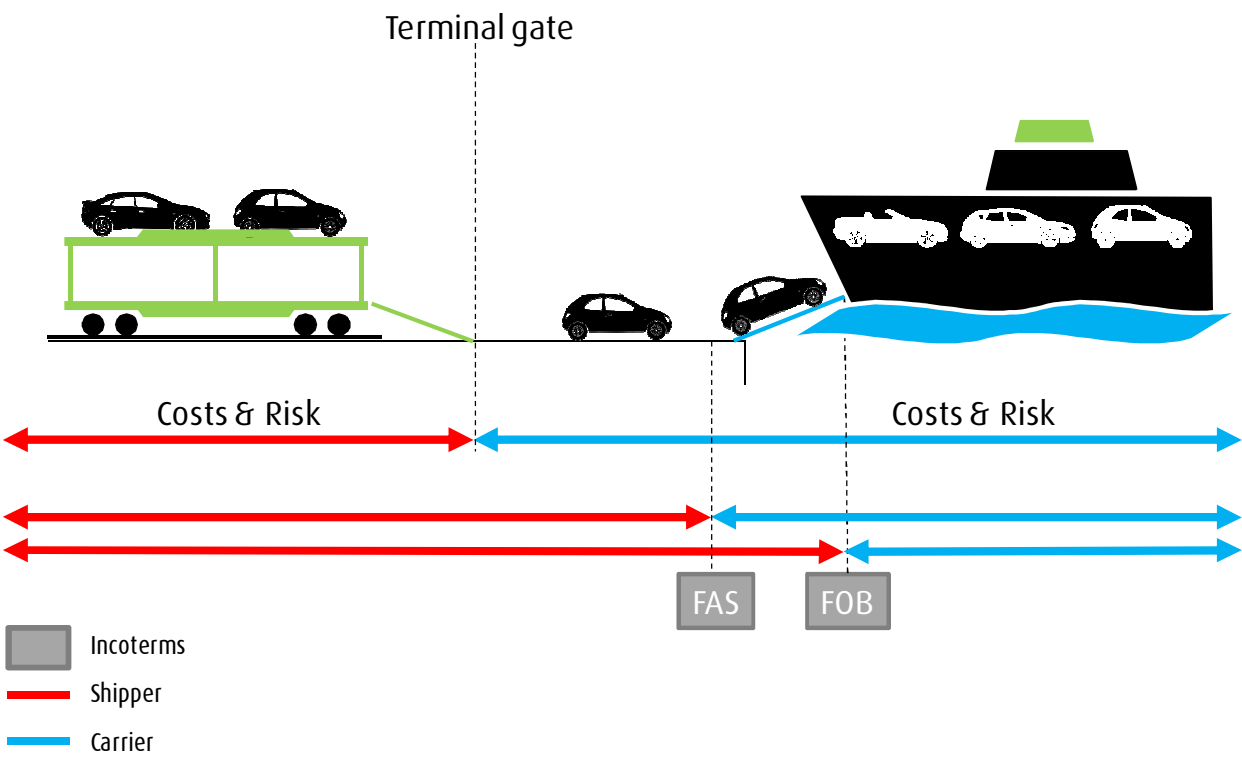 Terminal gate
Costs & Risk
Costs & Risk
FAS
FOB
Incoterms
Shipper
Carrier